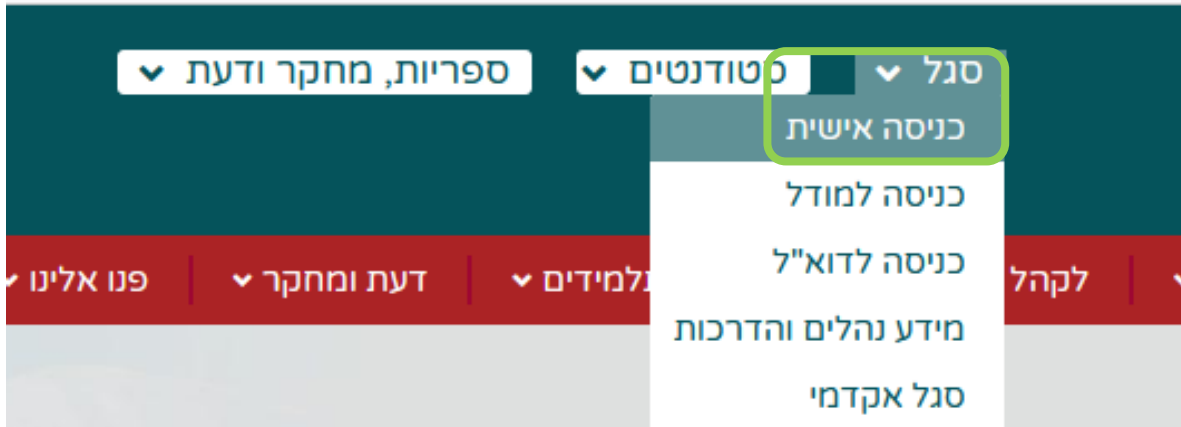 סגל סטודנטים ספריות, מחקר ודעת
כניסה אישית
כניסה למודל
כניסה לדוא"ל
לקהל תלמידים דעת ומחקר פנו אלינו
מידע נהלים והדרכות
סגל אקדמי